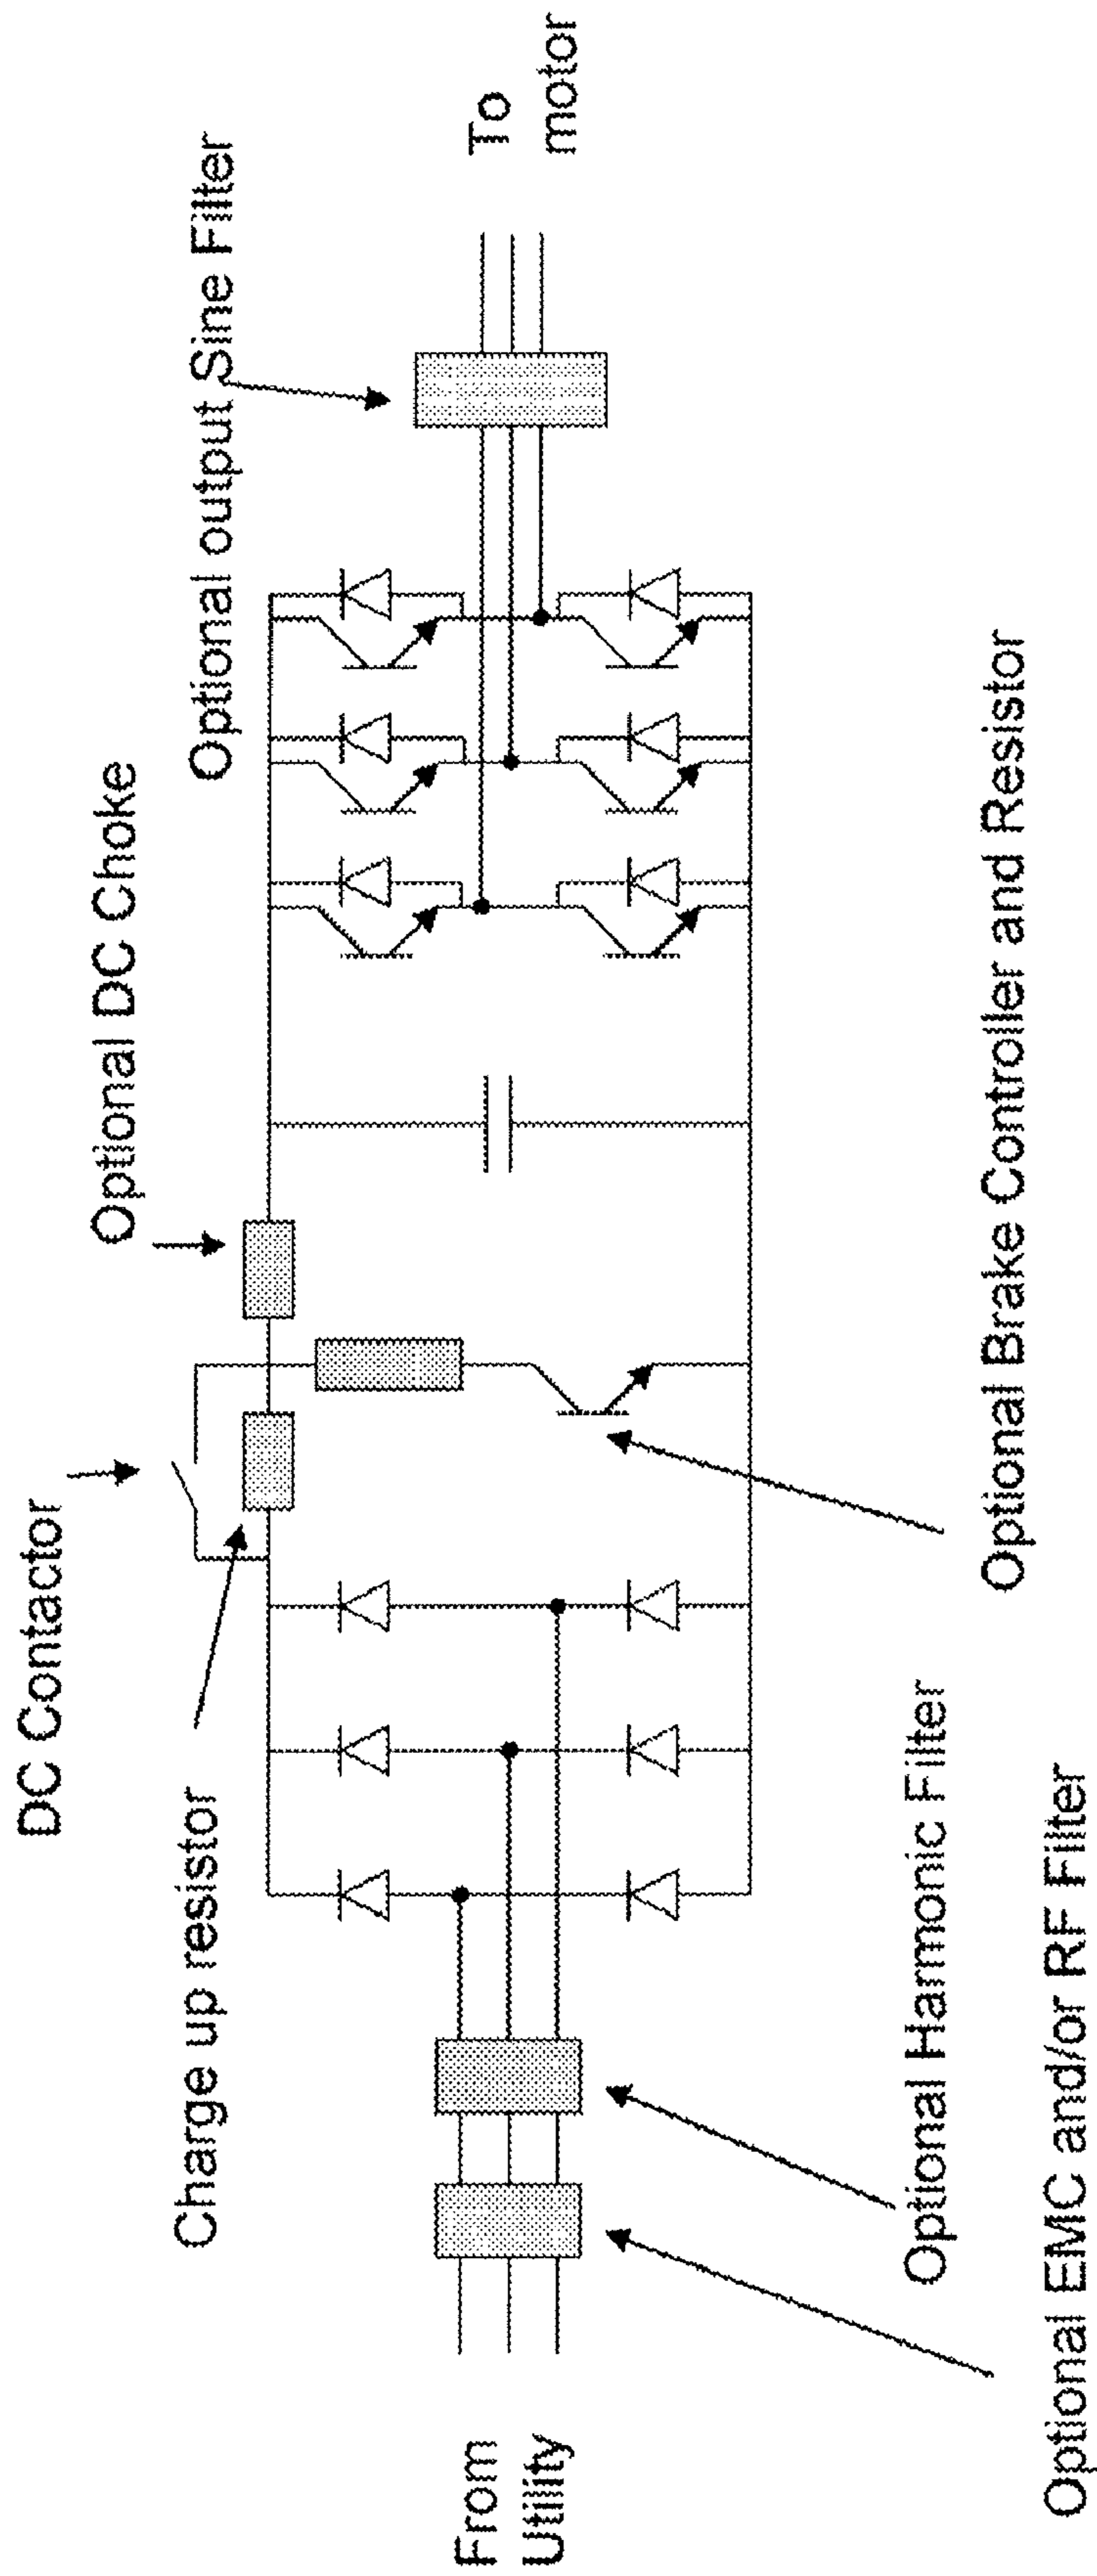 DC Contactor
Optional DC Choke
Charge up resistor
Optional output Sine Filter
From
Utility
To
motor
Optional Harmonic Filter
Optional Brake Controller and Resistor
Optional EMC and/or RF Filter